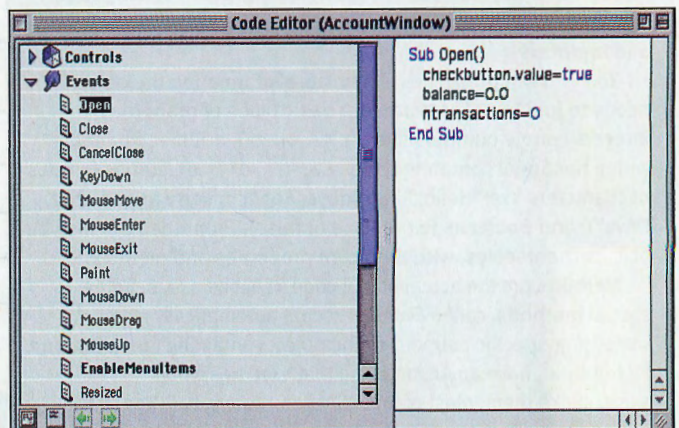 Code Editor (AccountWindow)
Controls
Events
Open
Close
CancelClose
KeyDown
MouseMove
MouseEnter
MouseExit
Paint
MouseDown
MouseDrag
MouseUp
EnableMenuItems
Resized
Sub Open()
checkbutton.value=true
balance=0.0
ntransactions=0
End Sub